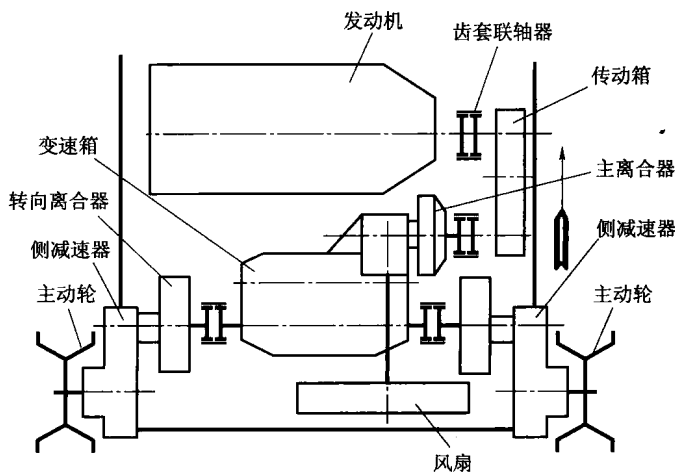 发动机
齿套联轴器
传动箱
变速箱
主离合器
转向离合器
侧减速器
侧减速器
主动轮
主动轮
风扇